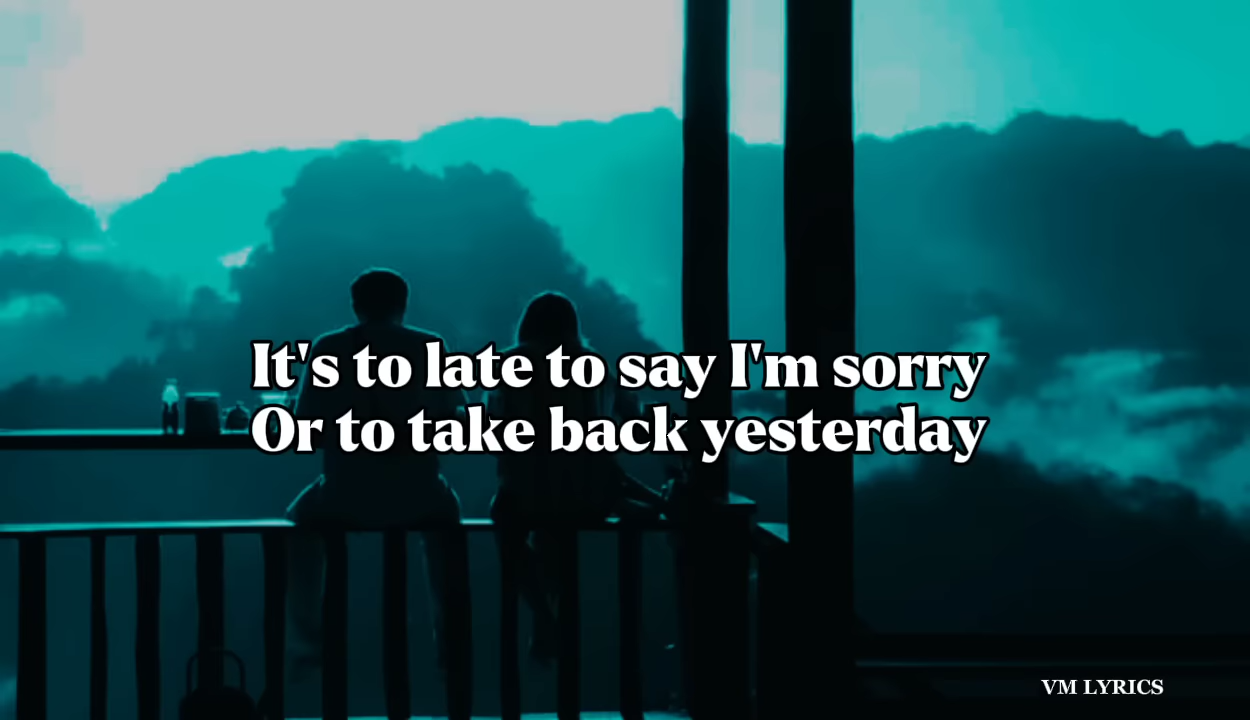 It's to late to say I'm sorry
Or to take back yesterday
VM LYRICS